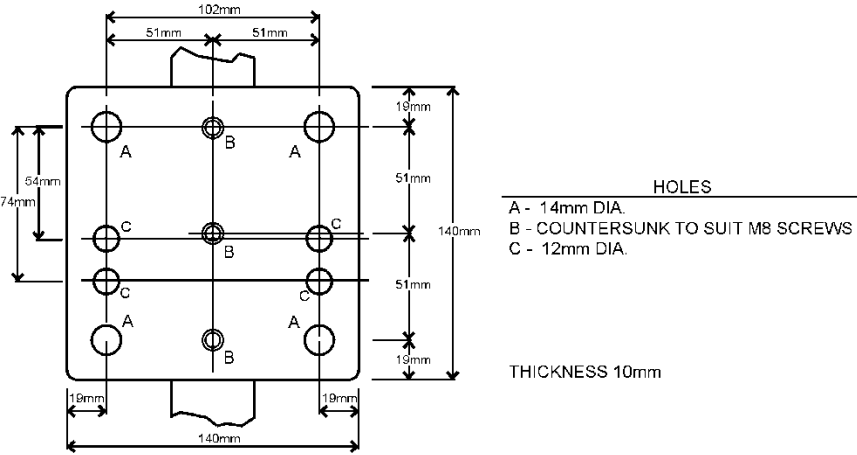 102mm
51mm 51mm
19mm
A B A
54mm
51mm
74mm
C C
140mm
B
51mm
C C
A A
B
19mm
19mm 19mm
140mm
HOLES
A - 14mm DIA.
B - COUNTERSUNK TO SUIT M8 SCREWS
C - 12mm DIA.
THICKNESS 10mm